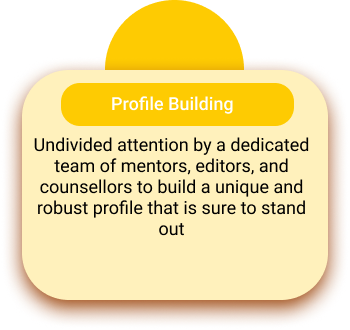 Profile Building
Undivided attention by a dedicated
team of mentors, editors, and
counsellors to build a unique and
robust profile that is sure to stand
out